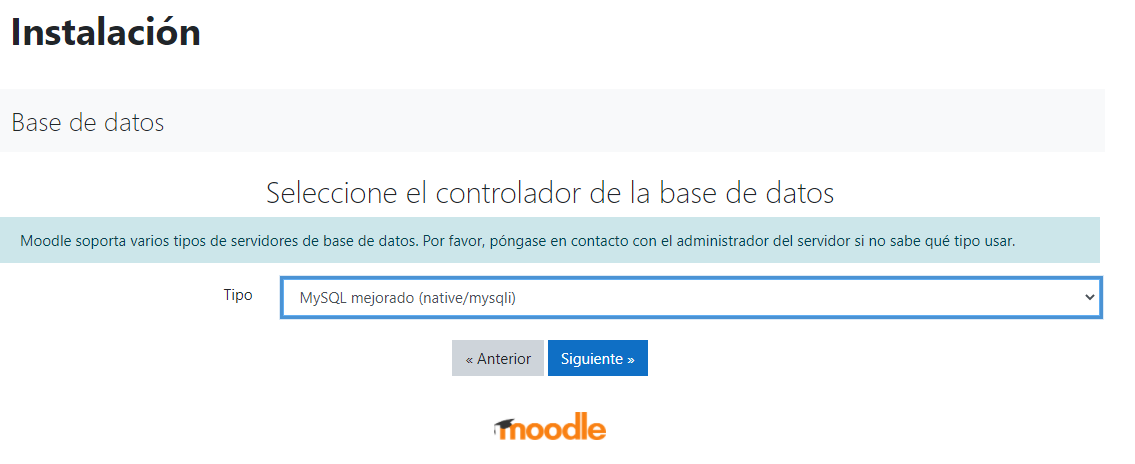 Instalación
Base de datos
Seleccione el controlador de la base de datos
Moodle soporta varios tipos de servidores de base de datos. Por favor, póngase en contacto con el administrador del servidor si no sabe qué tipo usar.
Tipo
MySQL mejorado (native/mysqli)
« Anterior
Siguiente »
moodle